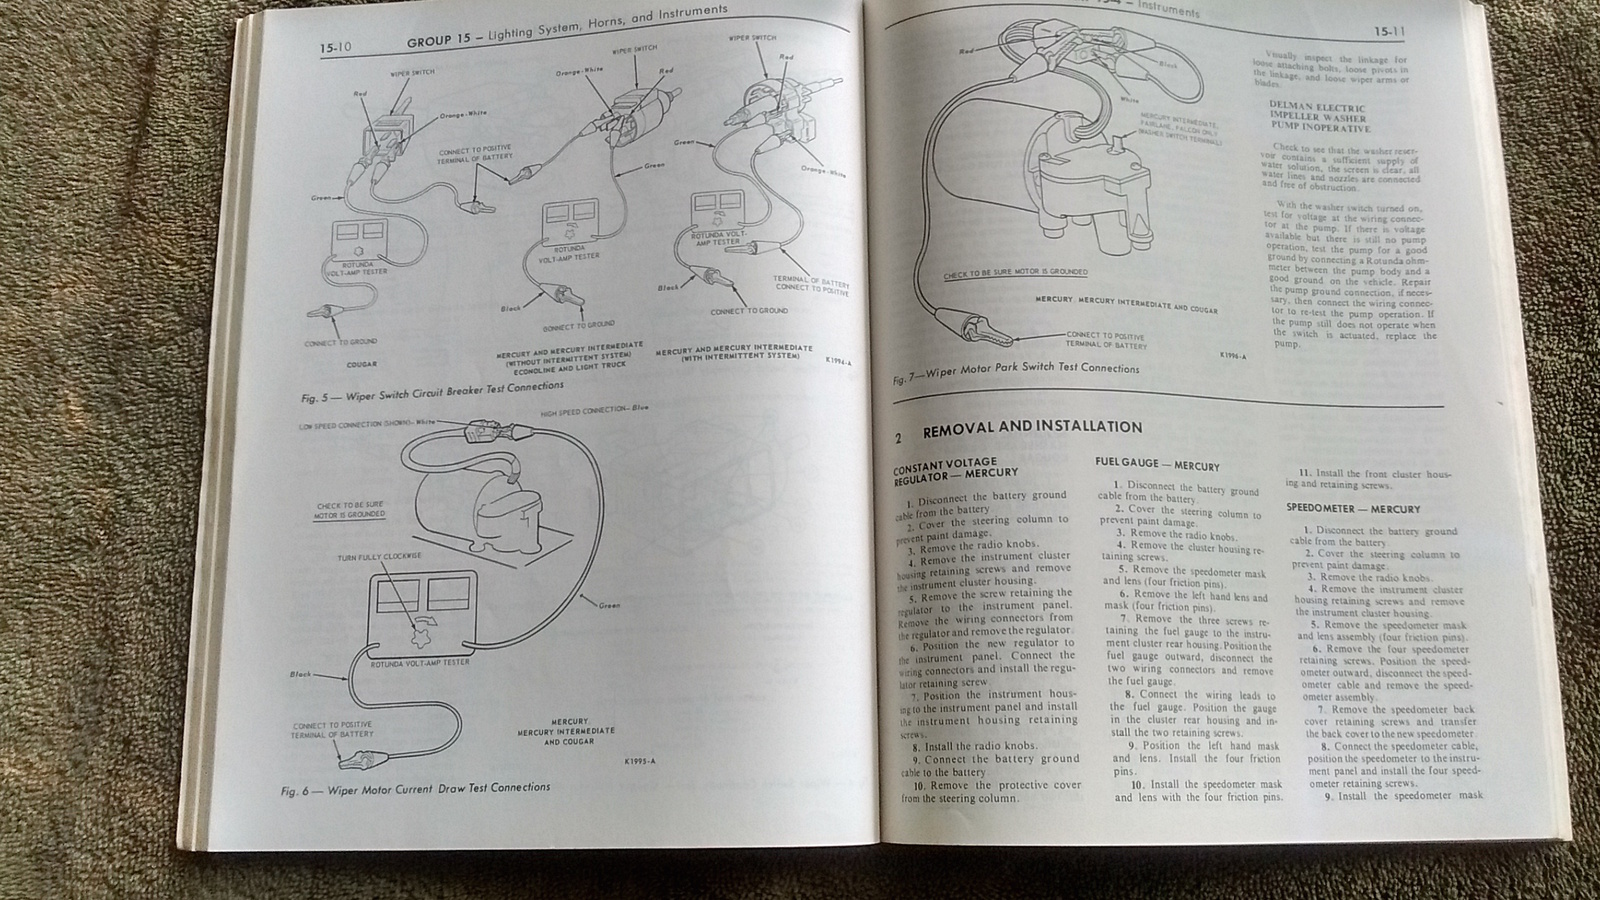 15-10
GROUP 15 — Lighting System, Horns, and Instruments
WIPER SWITCH
Red
Orange-White
CONNECT TO POSITIVE
TERMINAL OF BATTERY
Green
ROTUNDA
VOLT-AMP TESTER
CONNECT TO GROUND
COUGAR
WIPER SWITCH
Orange-White
Red
Green
ROTUNDA
VOLT-AMP TESTER
Black
CONNECT TO GROUND
MERCURY AND MERCURY INTERMEDIATE
(WITHOUT INTERMITTENT SYSTEM)
ECONOLINE AND LIGHT TRUCK
WIPER SWITCH
Red
Green
Orange-White
ROTUNDA VOLT-
AMP TESTER
TERMINAL OF BATTERY
CONNECT TO POSITIVE
Black
CONNECT TO GROUND
MERCURY AND MERCURY INTERMEDIATE
(WITH INTERMITTENT SYSTEM)
K1994-A
Fig. 5 — Wiper Switch Circuit Breaker Test Connections
HIGH SPEED CONNECTION- Blue
LOW SPEED CONNECTION (SHOWN)- White
CHECK TO BE SURE
MOTOR IS GROUNDED
TURN FULLY CLOCKWISE
Green
ROTUNDA VOLT-AMP TESTER
Black
CONNECT TO POSITIVE
TERMINAL OF BATTERY
MERCURY
MERCURY INTERMEDIATE
AND COUGAR
K1995-A
Fig. 6 — Wiper Motor Current Draw Test Connections
— Instruments
15-11
Red
Black
White
MERCURY INTERMEDIATE,
FAIRLANE, FALCON ONLY
(WASHER SWITCH TERMINAL)
CHECK TO BE SURE MOTOR IS GROUNDED
MERCURY, MERCURY INTERMEDIATE AND COUGAR
CONNECT TO POSITIVE
TERMINAL OF BATTERY
K1996-A
Fig. 7—Wiper Motor Park Switch Test Connections
Visually inspect the linkage for
loose attaching bolts, loose pivots in
the linkage, and loose wiper arms or
blades.
DELMAN ELECTRIC
IMPELLER WASHER
PUMP INOPERATIVE
Check to see that the washer reser-
voir contains a sufficient supply of
water solution, the screen is clear, all
water lines and nozzles are connected
and free of obstruction.
With the washer switch turned on,
test for voltage at the wiring connec-
tor at the pump. If there is voltage
available but there is still no pump
operation, test the pump for a good
ground by connecting a Rotunda ohm-
meter between the pump body and a
good ground on the vehicle. Repair
the pump ground connection, if neces-
sary, then connect the wiring connec-
tor to re-test the pump operation. If
the pump still does not operate when
the switch is actuated, replace the
pump.
2 REMOVAL AND INSTALLATION
CONSTANT VOLTAGE
REGULATOR — MERCURY
1. Disconnect the battery ground
cable from the battery
2. Cover the steering column to
prevent paint damage.
3. Remove the radio knobs.
4. Remove the instrument cluster
housing retaining screws and remove
the instrument cluster housing.
5. Remove the screw retaining the
regulator to the instrument panel.
Remove the wiring connectors from
the regulator and remove the regulator.
6. Position the new regulator to
the instrument panel. Connect the
wiring connectors and install the regu-
lator retaining screw.
7. Position the instrument hous-
ing to the instrument panel and install
the instrument housing retaining
screws.
8. Install the radio knobs.
9. Connect the battery ground
cable to the battery
10. Remove the protective cover
from the steering column.
FUEL GAUGE — MERCURY
1. Disconnect the battery ground
cable from the battery.
2. Cover the steering column to
prevent paint damage.
3. Remove the radio knobs.
4. Remove the cluster housing re-
taining screws.
5. Remove the speedometer mask
and lens (four friction pins).
6. Remove the left hand lens and
mask (four friction pins).
7. Remove the three screws re-
taining the fuel gauge to the instru-
ment cluster rear housing. Position the
fuel gauge outward, disconnect the
two wiring connectors and remove
the fuel gauge.
8. Connect the wiring leads to
the fuel gauge. Position the gauge
in the cluster rear housing and in-
stall the two retaining screws.
9. Position the left hand mask
and lens. Install the four friction
pins.
10. Install the speedometer mask
and lens with the four friction pins.
11. Install the front cluster hous-
ing and retaining screws.
SPEEDOMETER — MERCURY
1. Disconnect the battery ground
cable from the battery
2. Cover the steering column to
prevent paint damage.
3. Remove the radio knobs.
4. Remove the instrument cluster
housing retaining screws and remove
the instrument cluster housing.
5. Remove the speedometer mask
and lens assembly (four friction pins).
6. Remove the four speedometer
retaining screws. Position the speed-
ometer outward, disconnect the speed-
ometer cable and remove the speed-
ometer assembly.
7. Remove the speedometer back
cover retaining screws and transfer
the back cover to the new speedometer
8. Connect the speedometer cable,
position the speedometer to the instru-
ment panel and install the four speed-
ometer retaining screws.
9. Install the speedometer mask